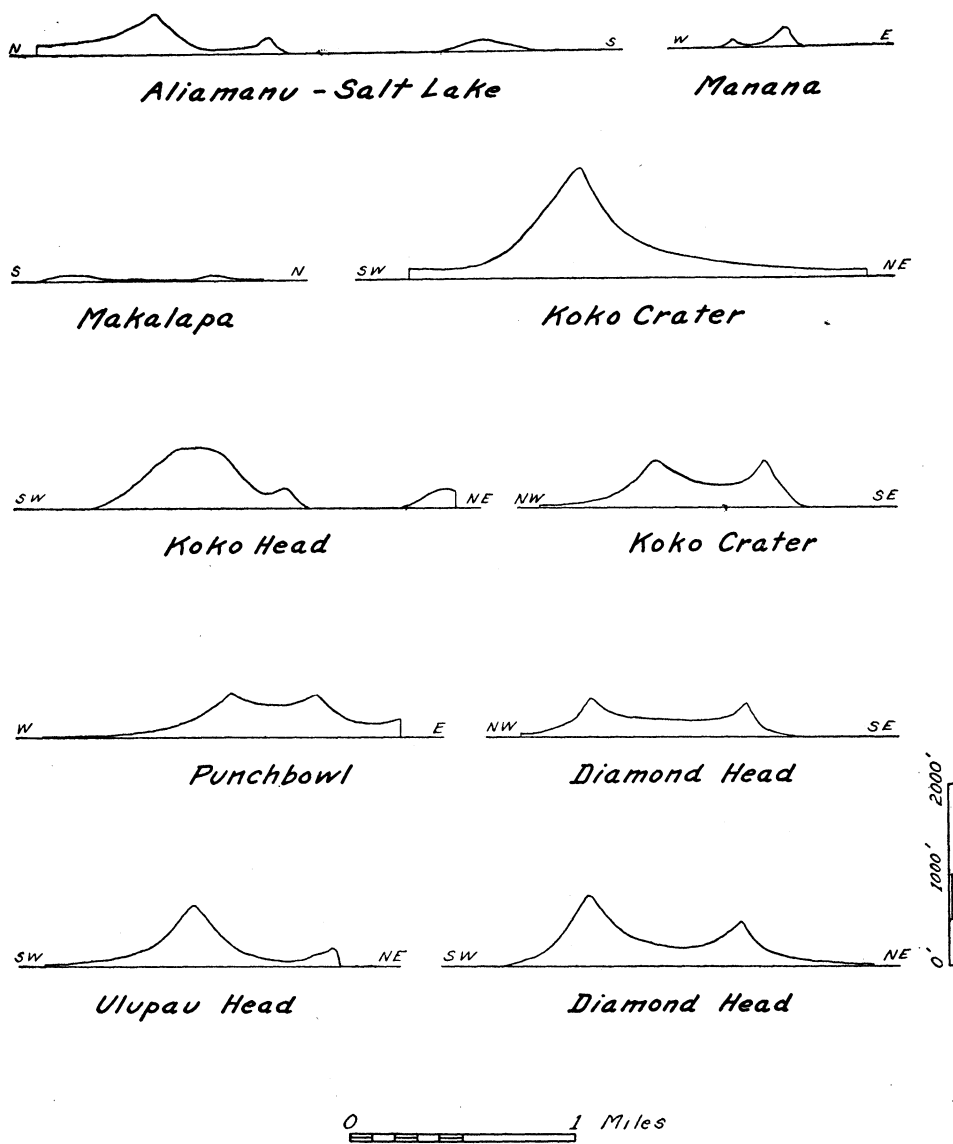 N S
W E
Aliamanu - Salt Lake
Manana
S N
SW NE
Makalapa
Koko Crater
SW NE
NW SE
Koko Head
Koko Crater
W E
NW SE
Punchbowl
Diamond Head
2000'
1000'
0'
SW NE
SW NE
Ulupau Head
Diamond Head
0 1 Miles